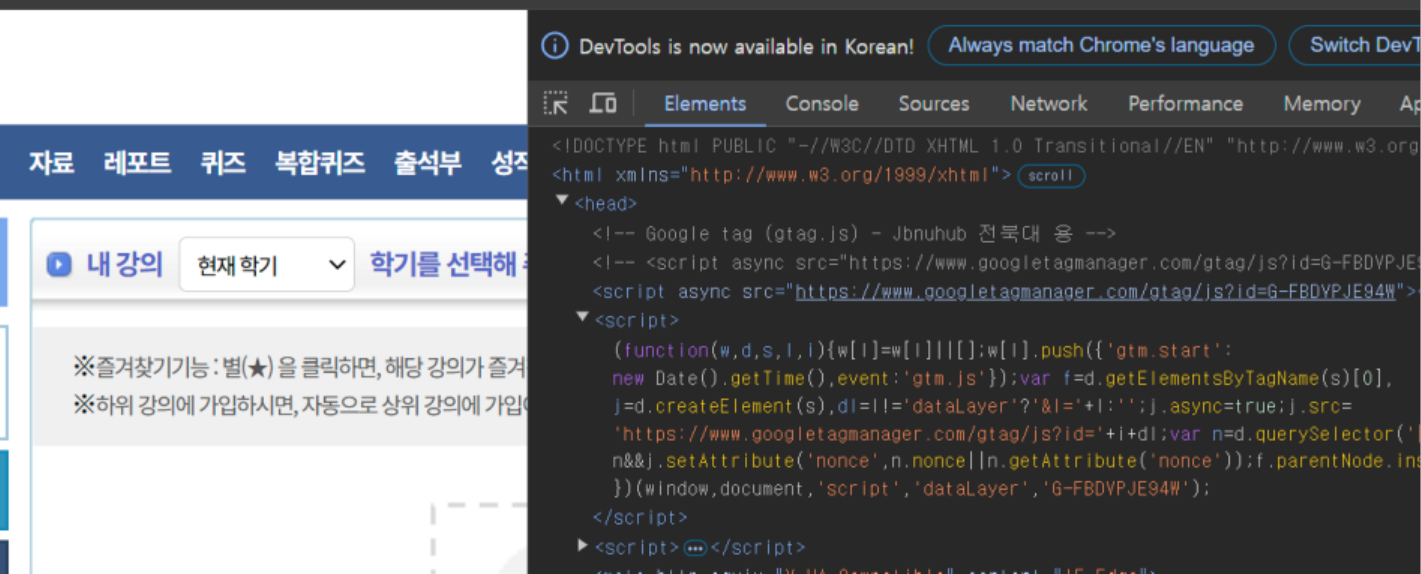 DevTools is now available in Korean! Always match Chrome's language Switch
Elements Console Sources Network Performance Memory
자료 레포트 퀴즈 복합퀴즈 출석부
내 강의 현재 학기 학기를 선택해
※즐겨찾기기능 : 별(★) 을 클릭하면, 해당 강의가
※하위 강의에 가입하시면, 자동으로 상위 강의에
<!DOCTYPE html PUBLIC "-//W3C//DTD XHTML 1.0 Transitional//EN" "http://www.w3.org
<html xmlns="http://www.w3.org/1999/xhtml"> scroll
<head>
<!-- Google tag (gtag.js) - Jbnuhub 전북대 용 -->
<!-- <script async src="https://www.googletagmanager.com/gtag/js?id=G-FBDVPJE
<script async src="https://www.googletagmanager.com/gtag/js?id=G-FBDVPJE94W">
<script>
(function(w,d,s,l,i){w[l]=w[l]||[];w[l].push({'gtm.start':
new Date().getTime(),event:'gtm.js'});var f=d.getElementsByTagName(s)[0],
j=d.createElement(s),dl=l!='dataLayer'?'&l='+l:'';j.async=true;j.src=
'https://www.googletagmanager.com/gtag/js?id='+i+dl;var n=d.querySelector('[
n&&j.setAttribute('nonce',n.nonce||n.getAttribute('nonce'));f.parentNode.ins
})(window,document,'script','dataLayer','G-FBDVPJE94W');
</script>
<script>…</script>